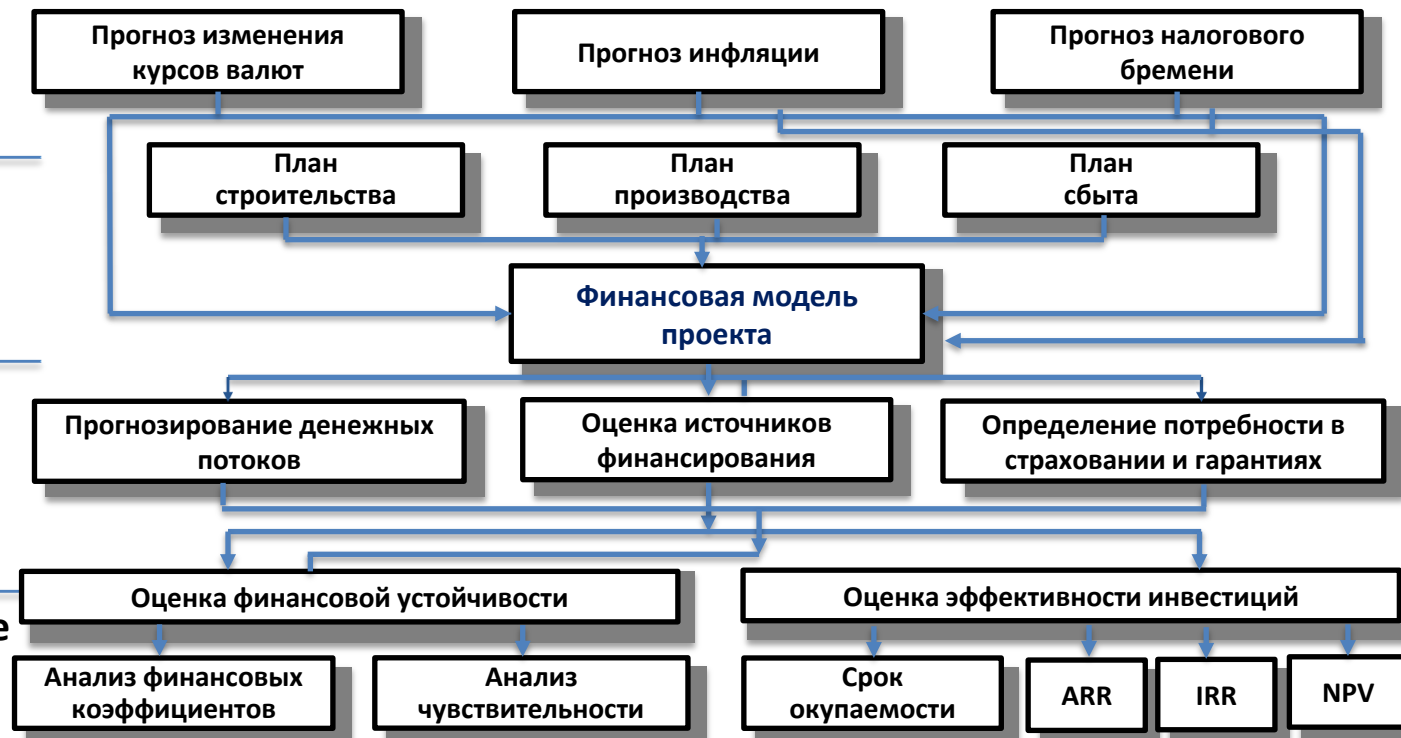 Прогноз изменения
курсов валют
Прогноз инфляции
Прогноз налогового
бремени
План
строительства
План
производства
План
сбыта
Финансовая модель
проекта
Прогнозирование денежных
потоков
Оценка источников
финансирования
Определение потребности в
страховании и гарантиях
Оценка финансовой устойчивости
Оценка эффективности инвестиций
е
Анализ финансовых
коэффициентов
Анализ
чувствительности
Срок
окупаемости
ARR
IRR
NPV